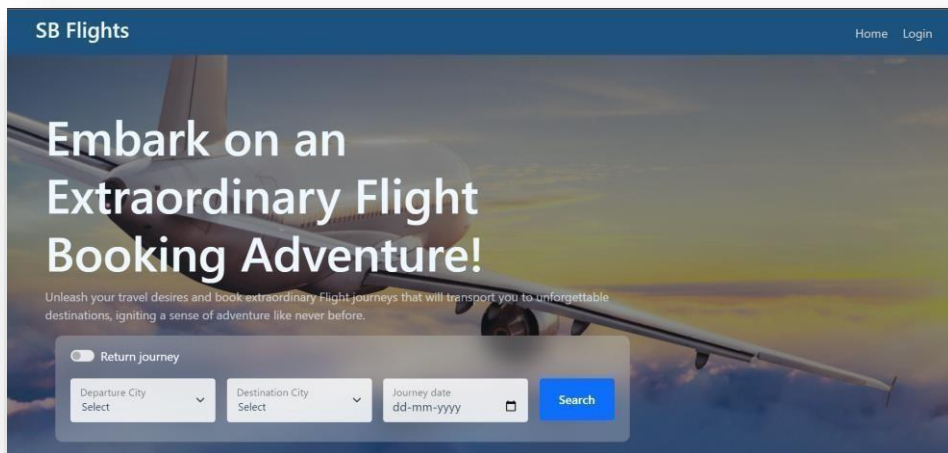 SB Flights
Home Login
Embark on an
Extraordinary Flight
Booking Adventure!
Unleash your travel desires and book extraordinary Flight journeys that will transport you to unforgettable
destinations, igniting a sense of adventure like never before.
Return journey
Departure City
Select
Destination City
Select
Journey date
dd-mm-yyyy
Search